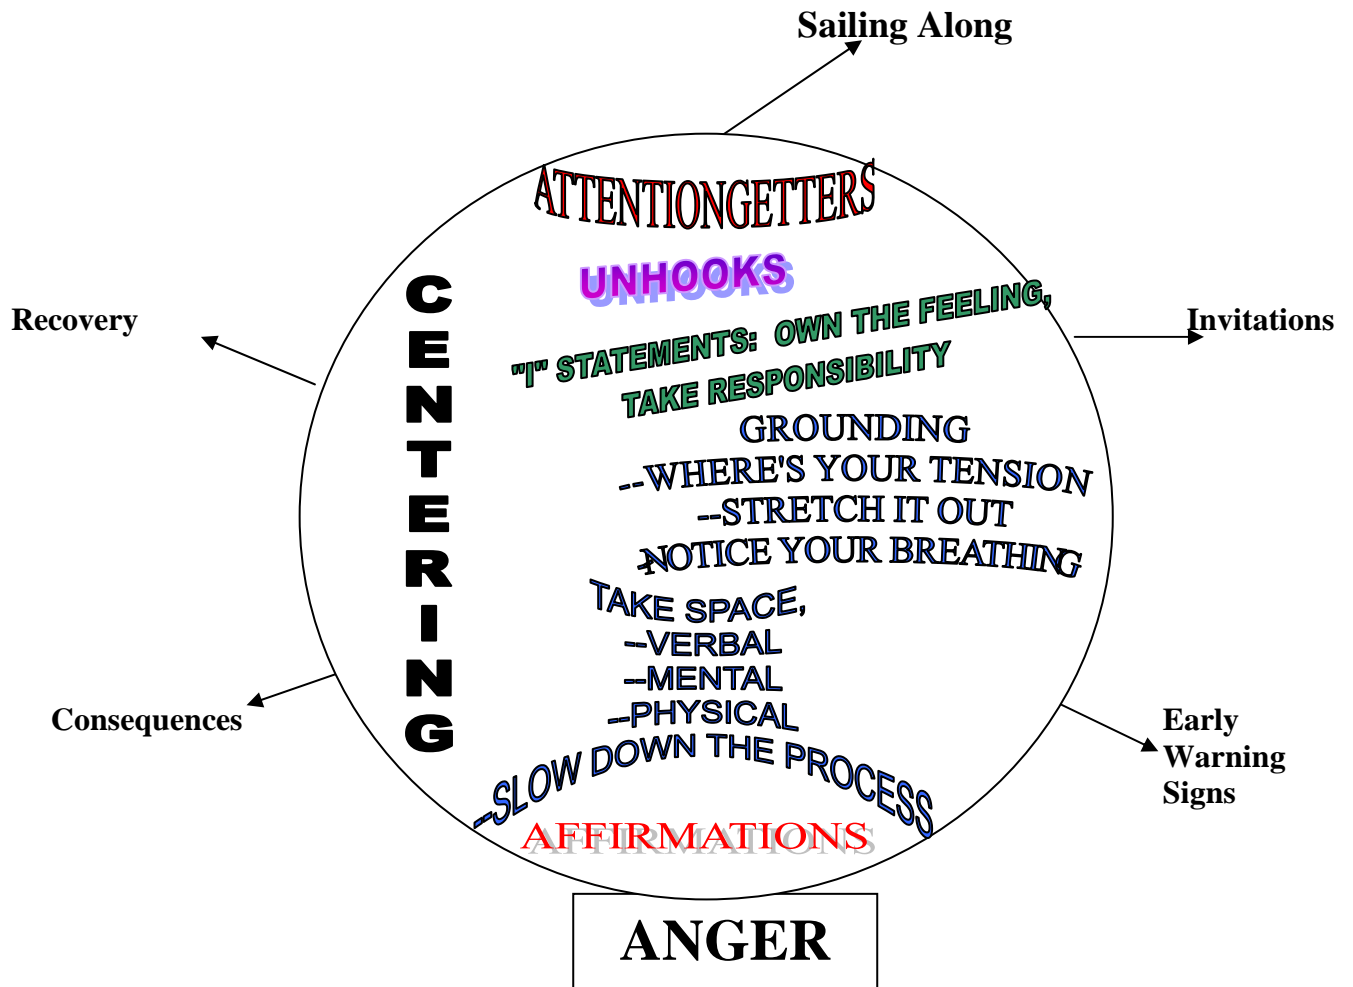 Sailing Along
ATTENTIONGETTERS
UNHOOKS
"I" STATEMENTS: OWN THE FEELING,
TAKE RESPONSIBILITY
CENTERING
Recovery
Invitations
GROUNDING
--WHERE'S YOUR TENSION
--STRETCH IT OUT
-NOTICE YOUR BREATHING
TAKE SPACE,
--VERBAL
--MENTAL
--PHYSICAL
--SLOW DOWN THE PROCESS
AFFIRMATIONS
Consequences
Early
Warning
Signs
ANGER